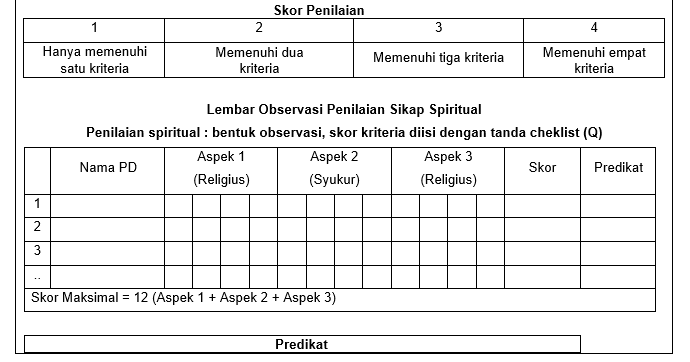 Skor Penilaian
1 2 3 4
Hanya memenuhi satu kriteria Memenuhi dua kriteria Memenuhi tiga kriteria Memenuhi empat kriteria
Lembar Observasi Penilaian Sikap Spiritual
Penilaian spiritual : bentuk observasi, skor kriteria diisi dengan tanda cheklist (Q)
Nama PD Aspek 1 (Religius) Aspek 2 (Syukur) Aspek 3 (Religius) Skor Predikat
1
2
3
..
Skor Maksimal = 12 (Aspek 1 + Aspek 2 + Aspek 3)
Predikat